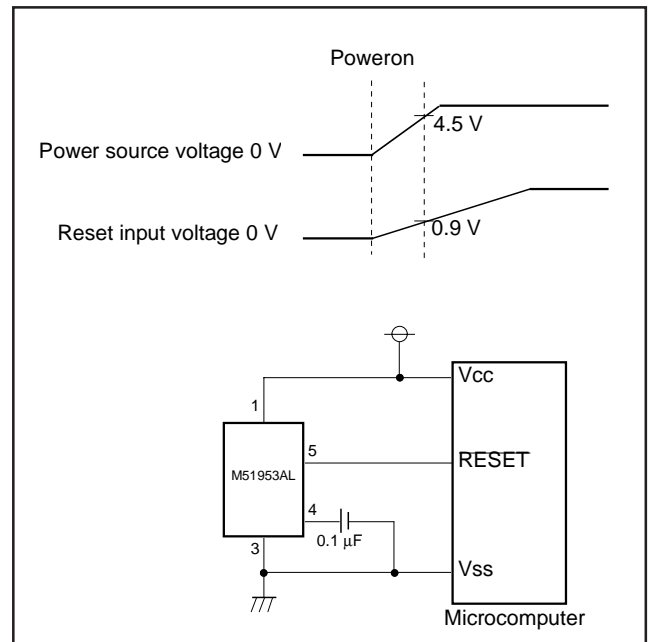 Poweron
4.5 V
Power source voltage 0 V
0.9 V
Reset input voltage 0 V
Vcc
1
5
RESET
M51953AL
4
0.1 μF
3
Vss
Microcomputer